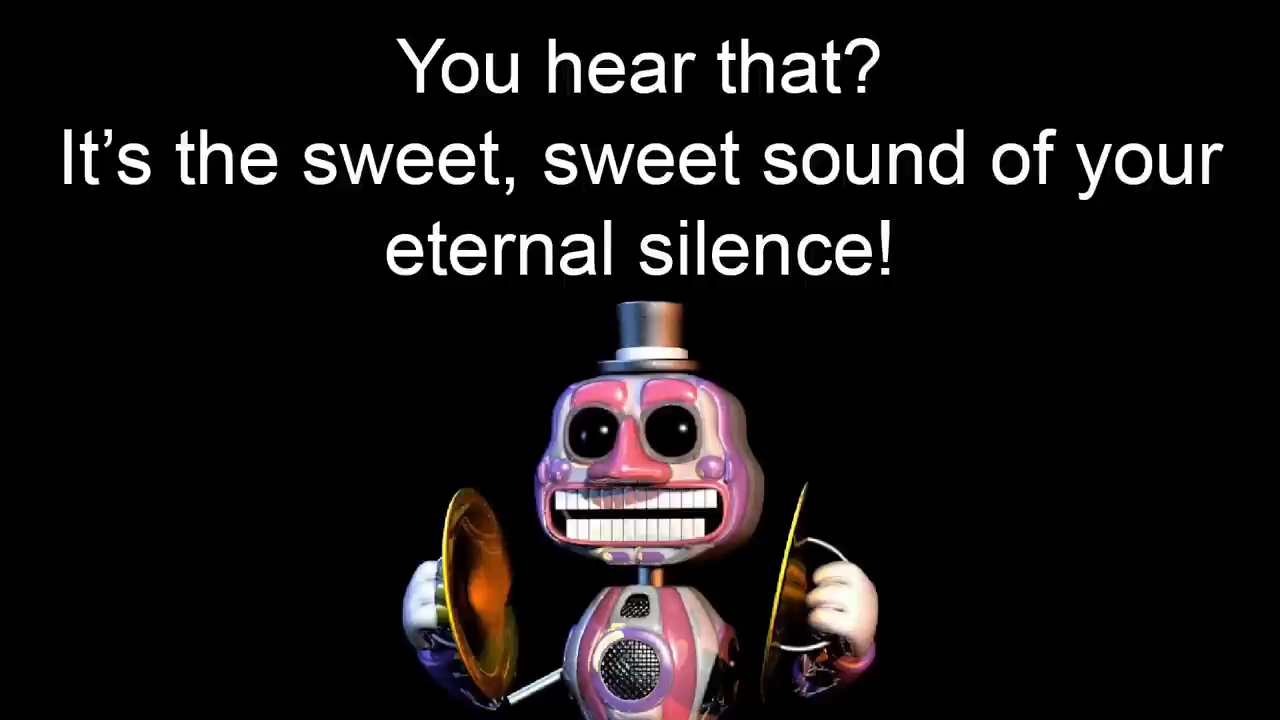 You hear that?
It’s the sweet, sweet sound of your
eternal silence!